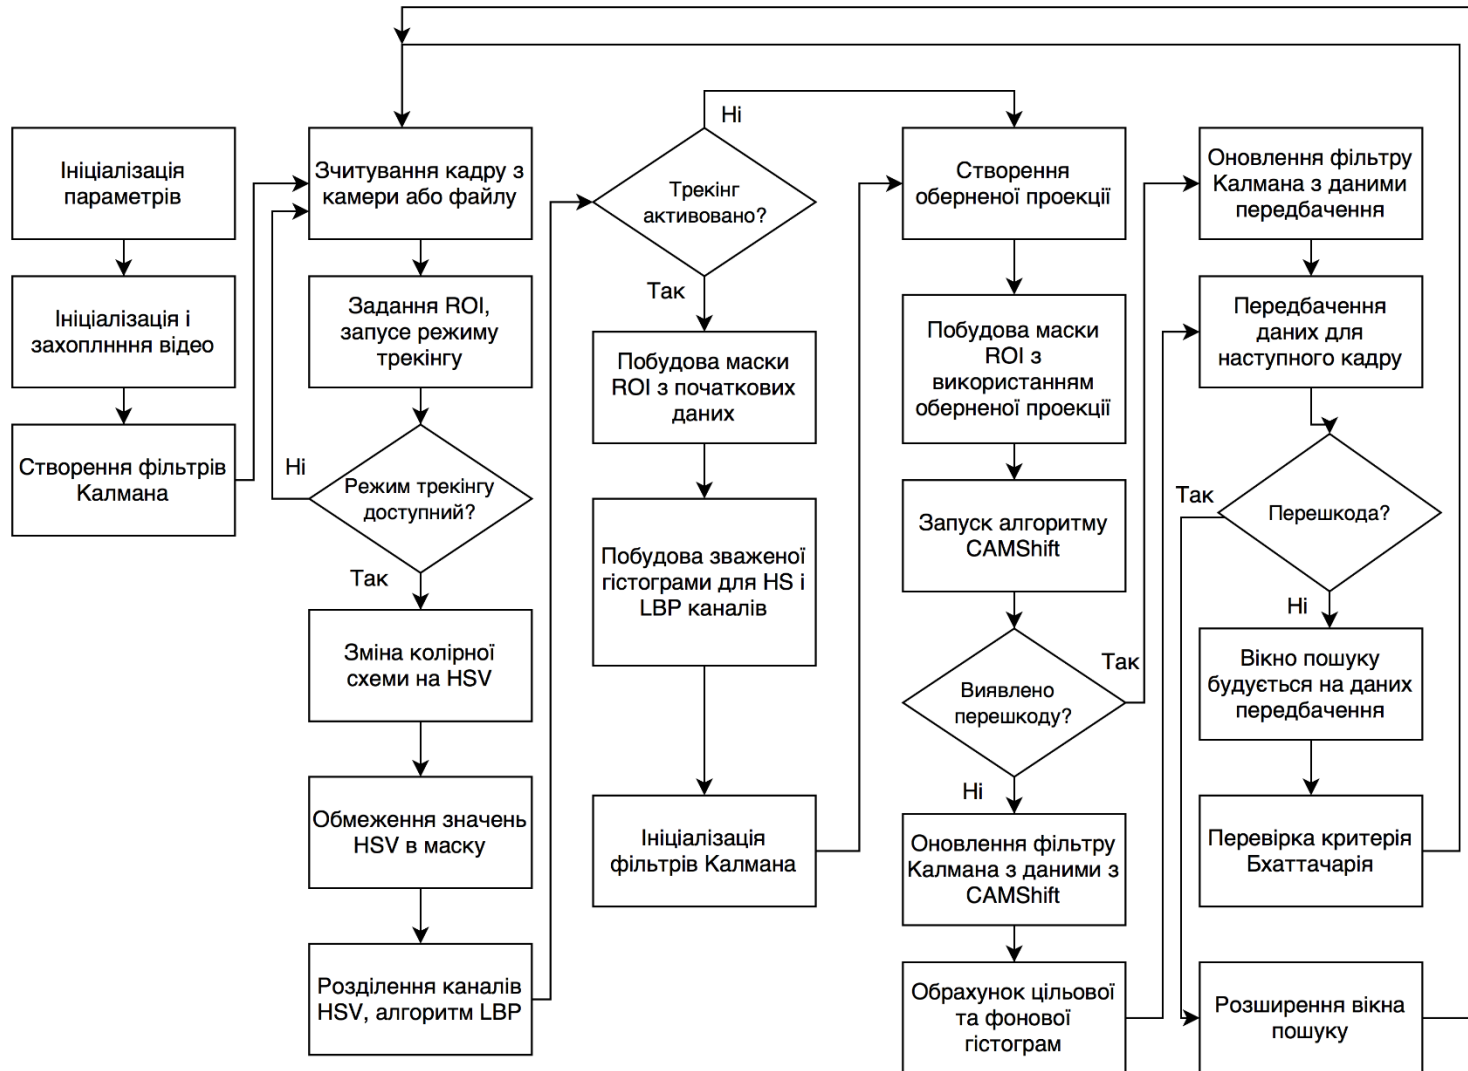 Ініціалізація
параметрів
Ініціалізація і
захоплнння відео
Створення фільтрів
Калмана
Зчитування кадру з
камери або файлу
Задання ROI,
запусе режиму
трекінгу
Ні
Режим трекінгу
доступний?
Так
Зміна колірної
схеми на HSV
Обмеження значень
HSV в маску
Розділення каналів
HSV, алгоритм LBP
Ні
Трекінг
активовано?
Так
Побудова маски
ROI з початкових
даних
Побудова зваженої
гістограми для HS і
LBP каналів
Ініціалізація
фільтрів Калмана
Створення
оберненої проекції
Побудова маски
ROI з
використанням
оберненої проекції
Запуск алгоритму
CAMShift
Виявлено
перешкоду?
Так
Ні
Оновлення фільтру
Калмана з даними з
CAMShift
Обрахунок цільової
та фонової
гістограм
Оновлення фільтру
Калмана з даними
передбачення
Передбачення
даних для
наступного кадру
Так
Перешкода?
Ні
Вікно пошуку
будується на даних
передбачення
Перевірка критерія
Бхаттачарія
Розширення вікна
пошуку